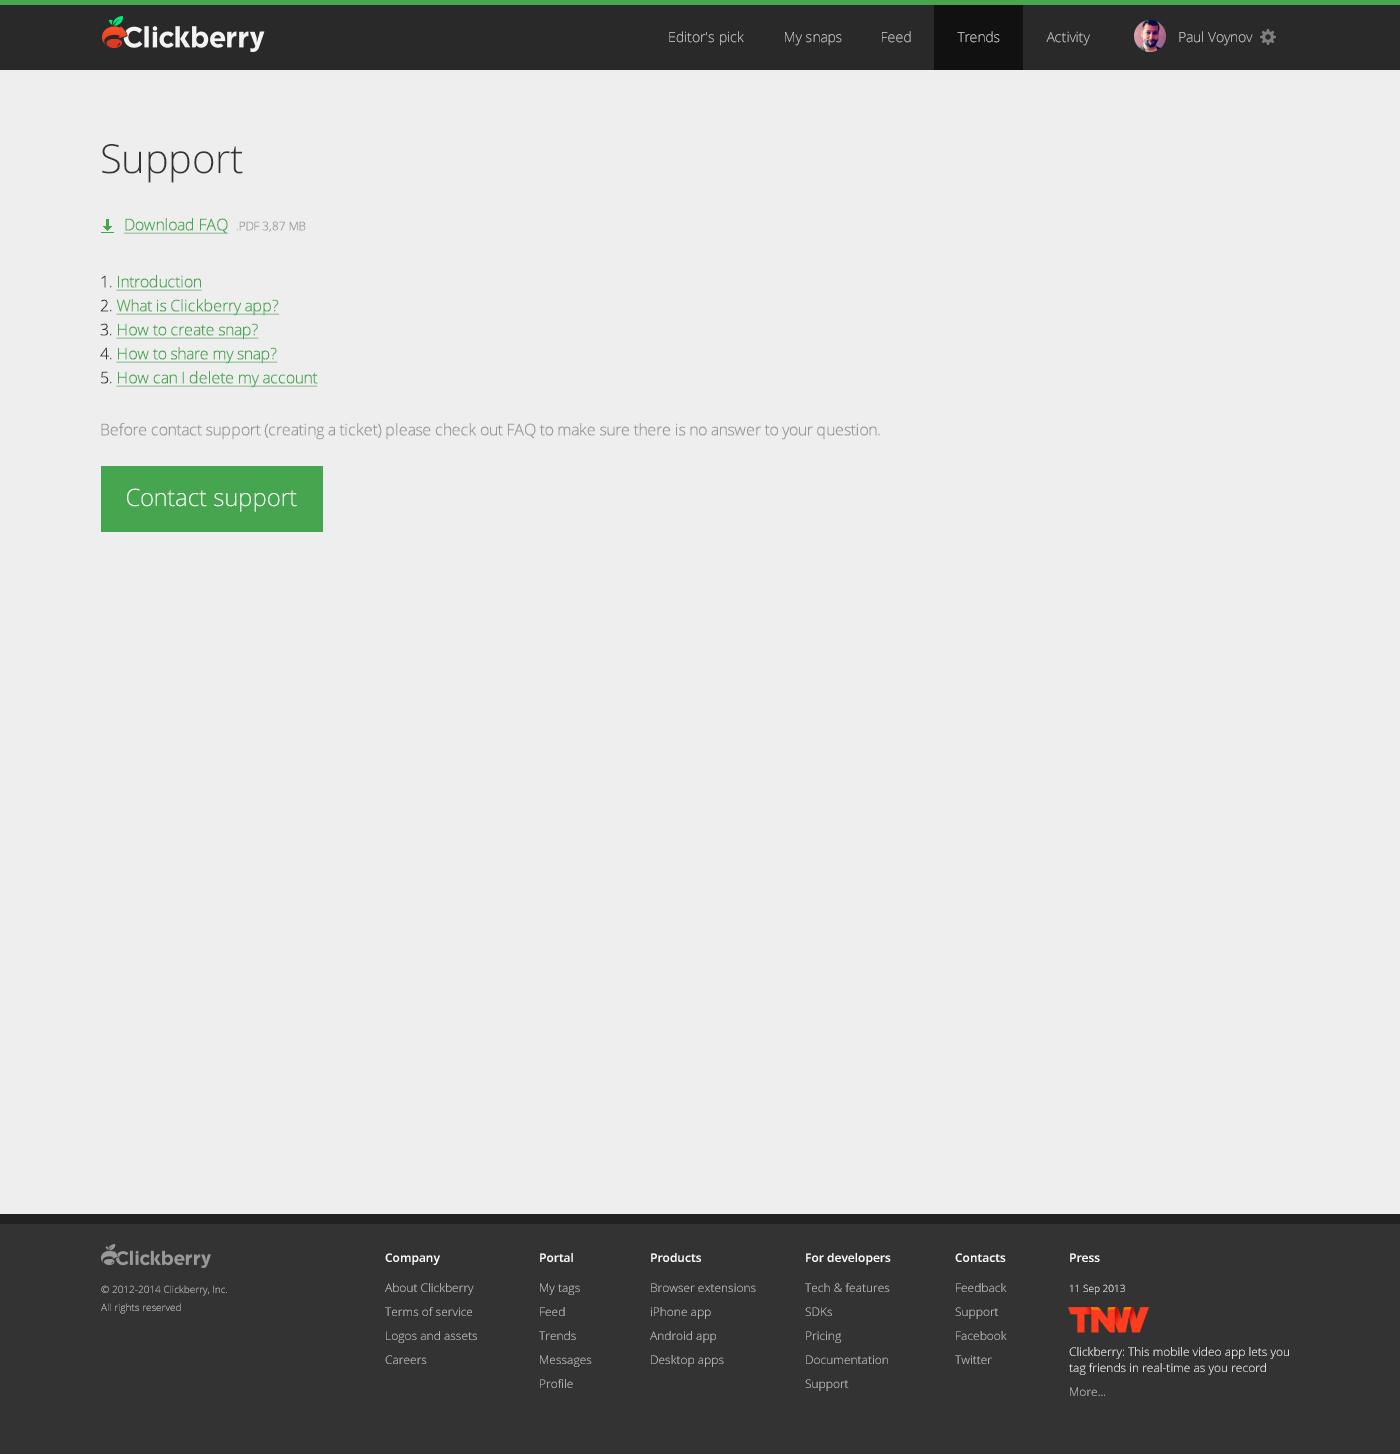 Clickberry
Editor's pick
My snaps
Feed
Trends
Activity
Paul Voynov
Support
Download FAQ .PDF 3,87 MB
1. Introduction
2. What is Clickberry app?
3. How to create snap?
4. How to share my snap?
5. How can I delete my account
Before contact support (creating a ticket) please check out FAQ to make sure there is no answer to your question.
Contact support
Clickberry
© 2012-2014 Clickberry, Inc.
All rights reserved
Company
About Clickberry
Terms of service
Logos and assets
Careers
Portal
My tags
Feed
Trends
Messages
Profile
Products
Browser extensions
iPhone app
Android app
Desktop apps
For developers
Tech & features
SDKs
Pricing
Documentation
Support
Contacts
Feedback
Support
Facebook
Twitter
Press
11 Sep 2013
TNW
Clickberry: This mobile video app lets you
tag friends in real-time as you record
More...